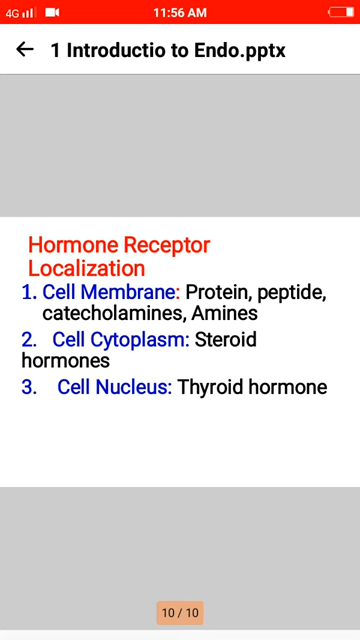 4G 11:56 AM
← 1 Introductio to Endo.pptx
Hormone Receptor
Localization
1. Cell Membrane: Protein, peptide,
catecholamines, Amines
2. Cell Cytoplasm: Steroid
hormones
3. Cell Nucleus: Thyroid hormone
10 / 10